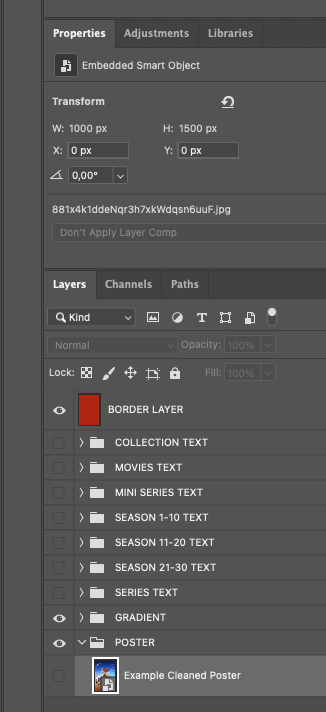 Properties Adjustments Libraries
Embedded Smart Object
Transform
W: 1000 px H: 1500 px
X: 0 px Y: 0 px
0,00°
881x4k1ddeNqr3h7xkWdqsn6uuF.jpg
Don't Apply Layer Comp
Layers Channels Paths
Kind
Normal Opacity: 100%
Lock: Fill: 100%
BORDER LAYER
COLLECTION TEXT
MOVIES TEXT
MINI SERIES TEXT
SEASON 1-10 TEXT
SEASON 11-20 TEXT
SEASON 21-30 TEXT
SERIES TEXT
GRADIENT
POSTER
Example Cleaned Poster